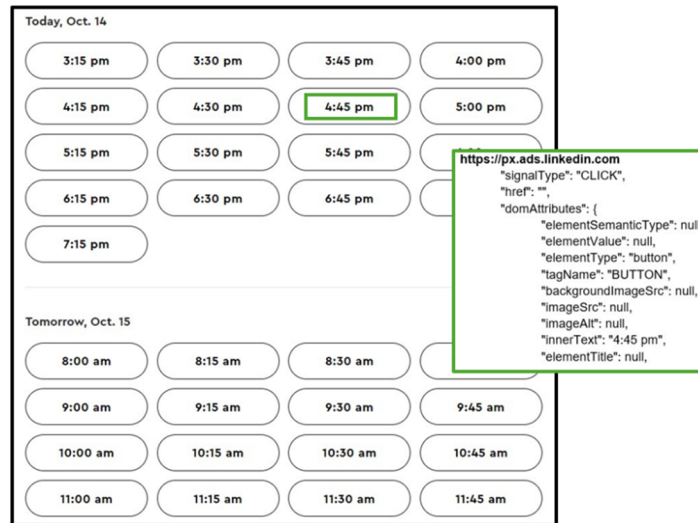 Today, Oct. 14
3:15 pm 3:30 pm 3:45 pm 4:00 pm
4:15 pm 4:30 pm 4:45 pm 5:00 pm
5:15 pm 5:30 pm 5:45 pm
6:15 pm 6:30 pm 6:45 pm
7:15 pm
Tomorrow, Oct. 15
8:00 am 8:15 am 8:30 am
9:00 am 9:15 am 9:30 am 9:45 am
10:00 am 10:15 am 10:30 am 10:45 am
11:00 am 11:15 am 11:30 am 11:45 am
https://px.ads.linkedin.com
"signalType": "CLICK",
"href": "",
"domAttributes": {
"elementSemanticType": null
"elementValue": null,
"elementType": "button",
"tagName": "BUTTON",
"backgroundImageSrc": null,
"imageSrc": null,
"imageAlt": null,
"innerText": "4:45 pm",
"elementTitle": null,